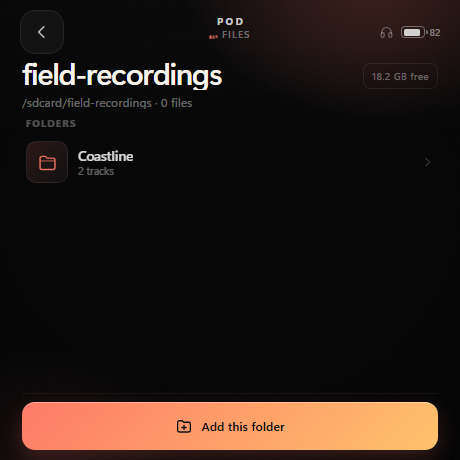 POD
FILES
82
field-recordings
18.2 GB free
/sdcard/field-recordings · 0 files
FOLDERS
Coastline
2 tracks
Add this folder